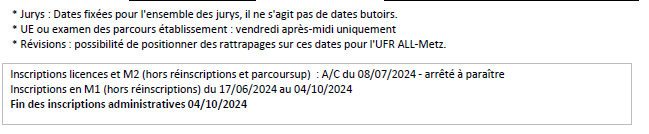 * Jurys : Dates fixées pour l'ensemble des jurys, il ne s'agit pas de dates butoirs.
* UE ou examen des parcours établissement : vendredi après-midi uniquement
* Révisions : possibilité de positionner des rattrapages sur ces dates pour l'UFR ALL-Metz.
Inscriptions licences et M2 (hors réinscriptions et parcoursup)  : A/C du 08/07/2024 - arrêté à paraître
Inscriptions en M1 (hors réinscriptions) du 17/06/2024 au 04/10/2024
Fin des inscriptions administratives 04/10/2024